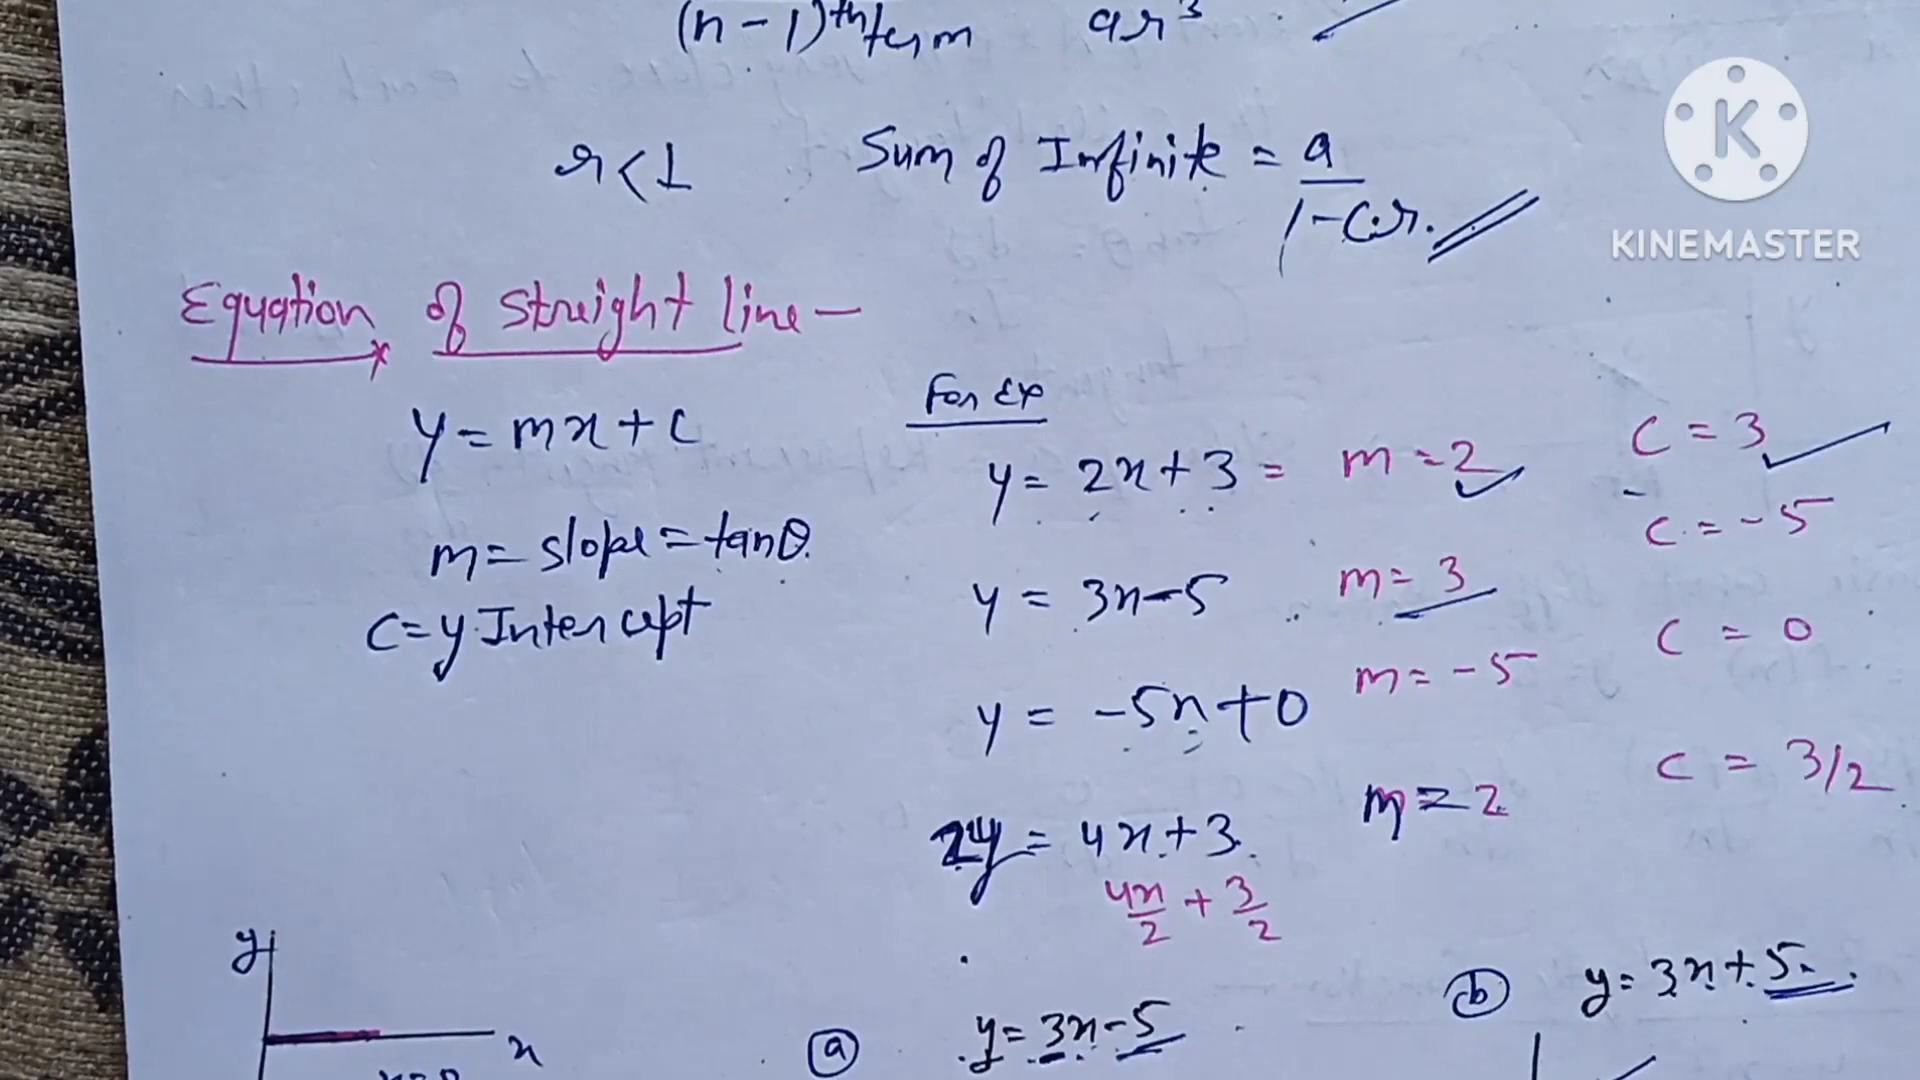 (n-1)th term ar³
r<1 Sum of Infinite = a
1-c.r.
KINEMASTER
Equation of Streight line-
For Ex
y = mx + c
y = 2x + 3 = m = 2 c = 3
m = slope = tanθ
c = -5
c = y Intercept
y = 3x-5 m = 3
c = 0
y = -5x+0 m = -5
2y = 4x+3 m = 2 c = 3/2
4x/2 + 3/2
y
x
ⓐ y = 3x-5
ⓑ y = 3x+5